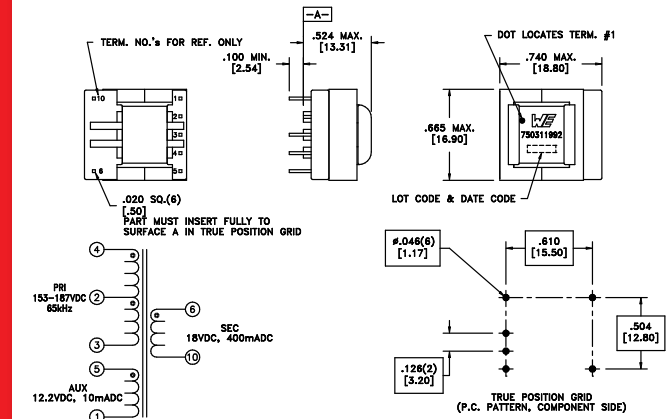 -A-
.524 MAX.
[13.31]
.100 MIN.
[2.54]
TERM. NO.'s FOR REF. ONLY
DOT LOCATES TERM. #1
.740 MAX.
[18.80]
10
1
2
3
4
6
5
.665 MAX.
[16.90]
WE
750311992
LOT CODE & DATE CODE
.020 SQ.(6)
[.50]
PART MUST INSERT FULLY TO
SURFACE A IN TRUE POSITION GRID
4
PRI
153-187VDC
65kHz
2
3
6
SEC
18VDC, 400mADC
10
5
AUX
12.2VDC, 10mADC
1
ø.046(6)
[1.17]
.610
[15.50]
.504
[12.80]
.126(2)
[3.20]
TRUE POSITION GRID
(P.C. PATTERN, COMPONENT SIDE)